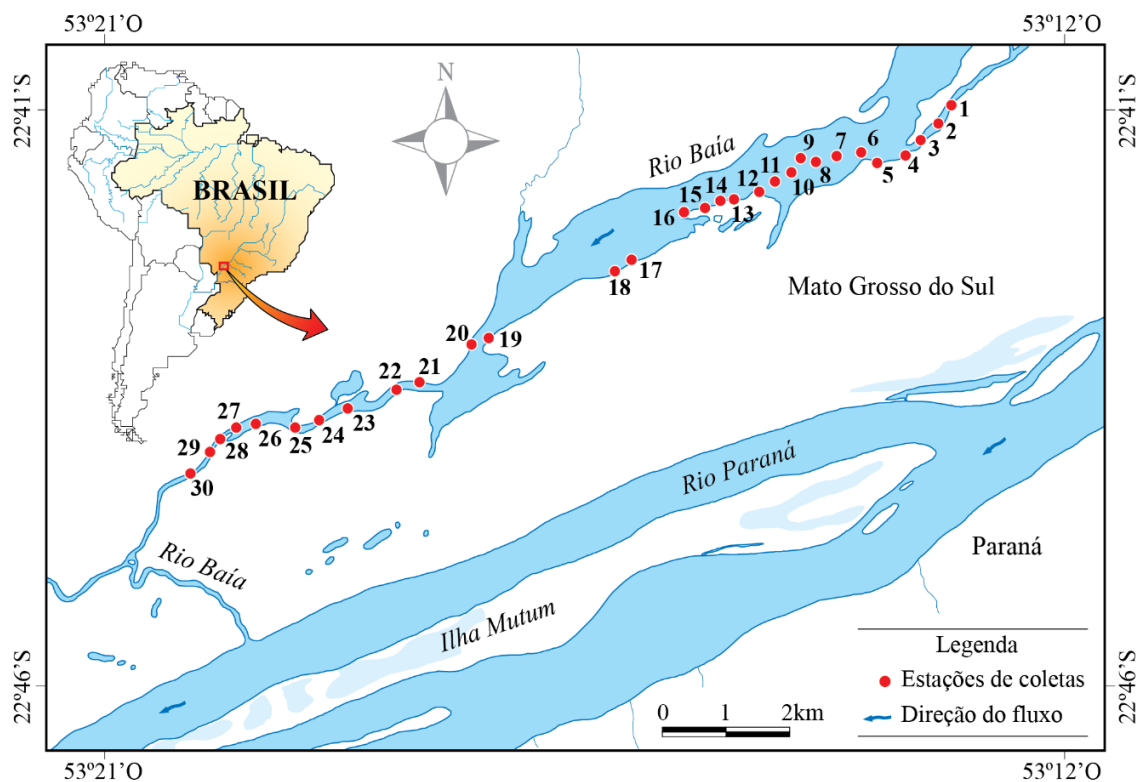 53º21'O
53º12'O
22º41'S
22º41'S
N
BRASIL
Rio Baía
1
2
3
4
5
6
7
8
9
10
11
12
13
14
15
16
17
18
Mato Grosso do Sul
19
20
21
22
23
24
25
26
27
28
29
30
Rio Paraná
Paraná
Rio Baía
Ilha Mutum
Legenda
Estações de coletas
Direção do fluxo
0 1 2km
22º46'S
22º46'S
53º21'O
53º12'O